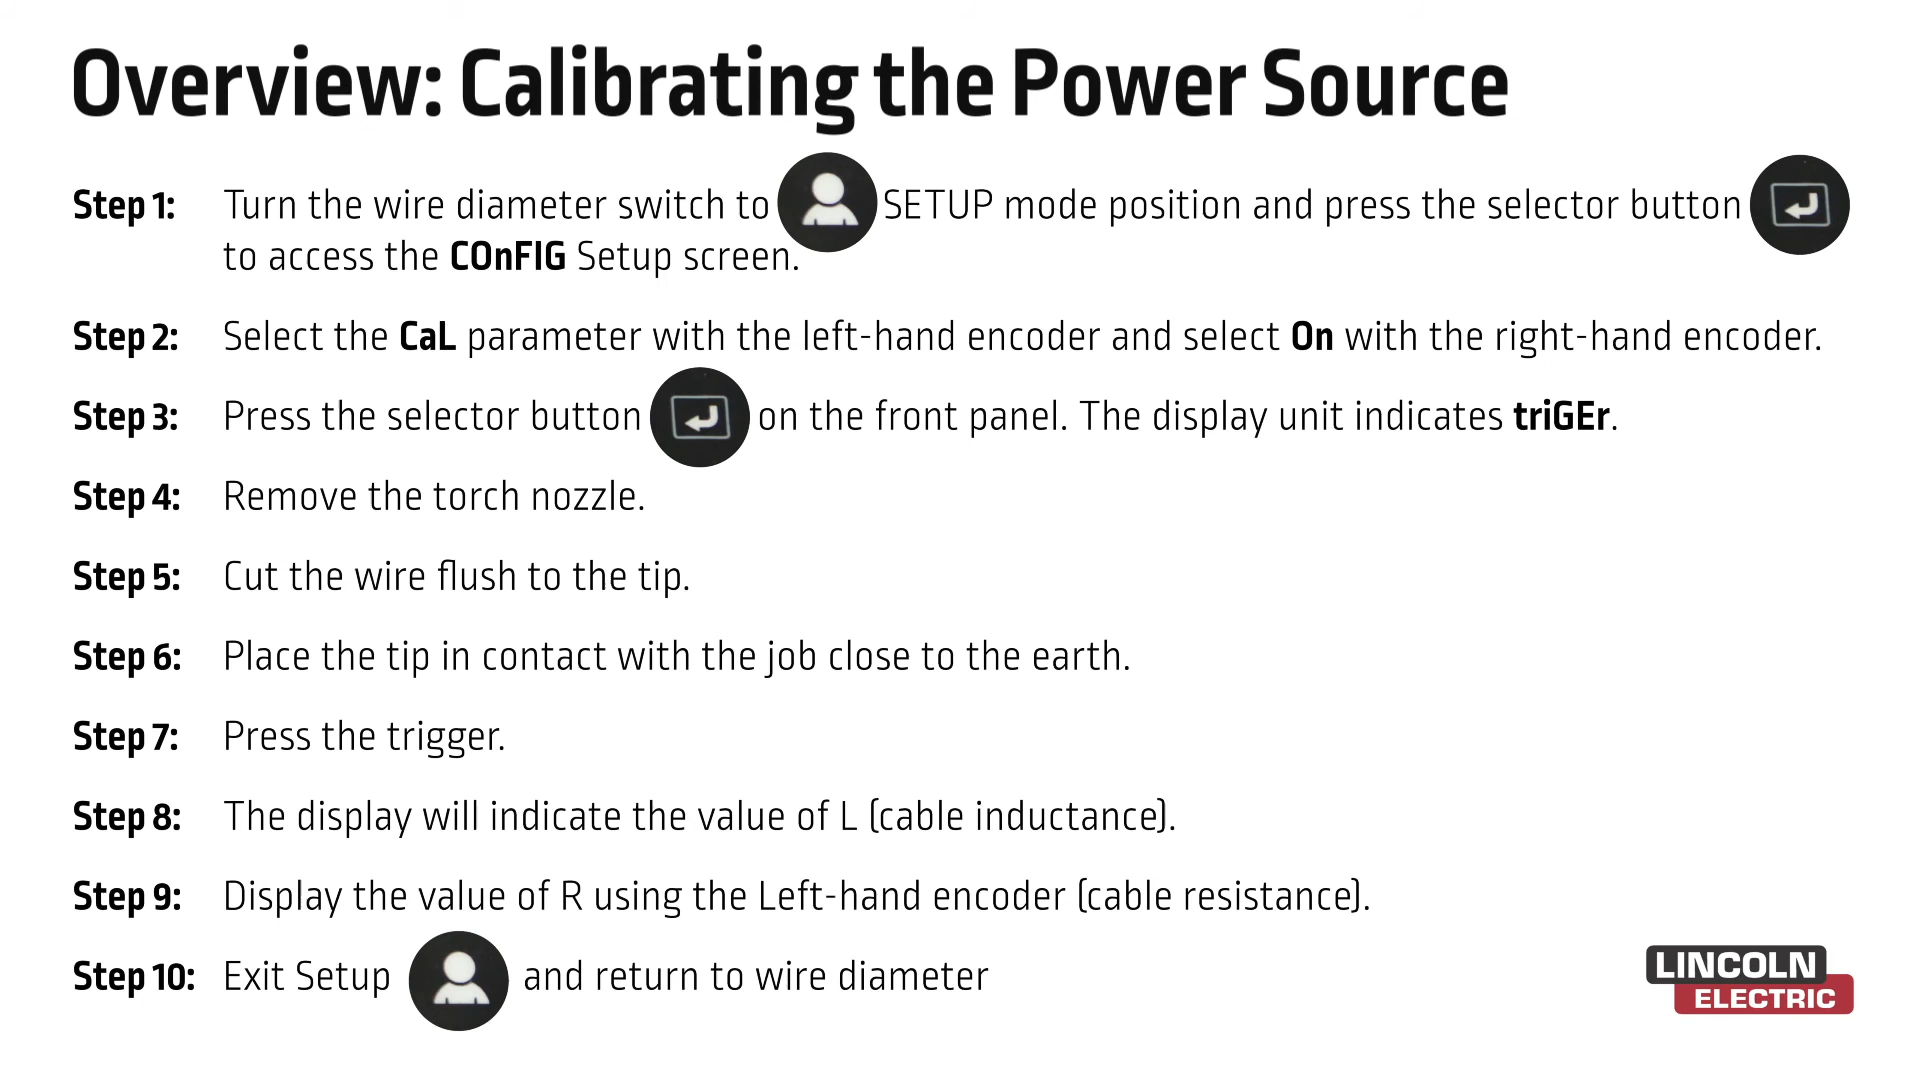 Overview: Calibrating the Power Source
Step 1: Turn the wire diameter switch to SETUP mode position and press the selector button
to access the COnFIG Setup screen.
Step 2: Select the CaL parameter with the left-hand encoder and select On with the right-hand encoder.
Step 3: Press the selector button on the front panel. The display unit indicates triGEr.
Step 4: Remove the torch nozzle.
Step 5: Cut the wire flush to the tip.
Step 6: Place the tip in contact with the job close to the earth.
Step 7: Press the trigger.
Step 8: The display will indicate the value of L (cable inductance).
Step 9: Display the value of R using the Left-hand encoder (cable resistance).
Step 10: Exit Setup and return to wire diameter
LINCOLN
ELECTRIC